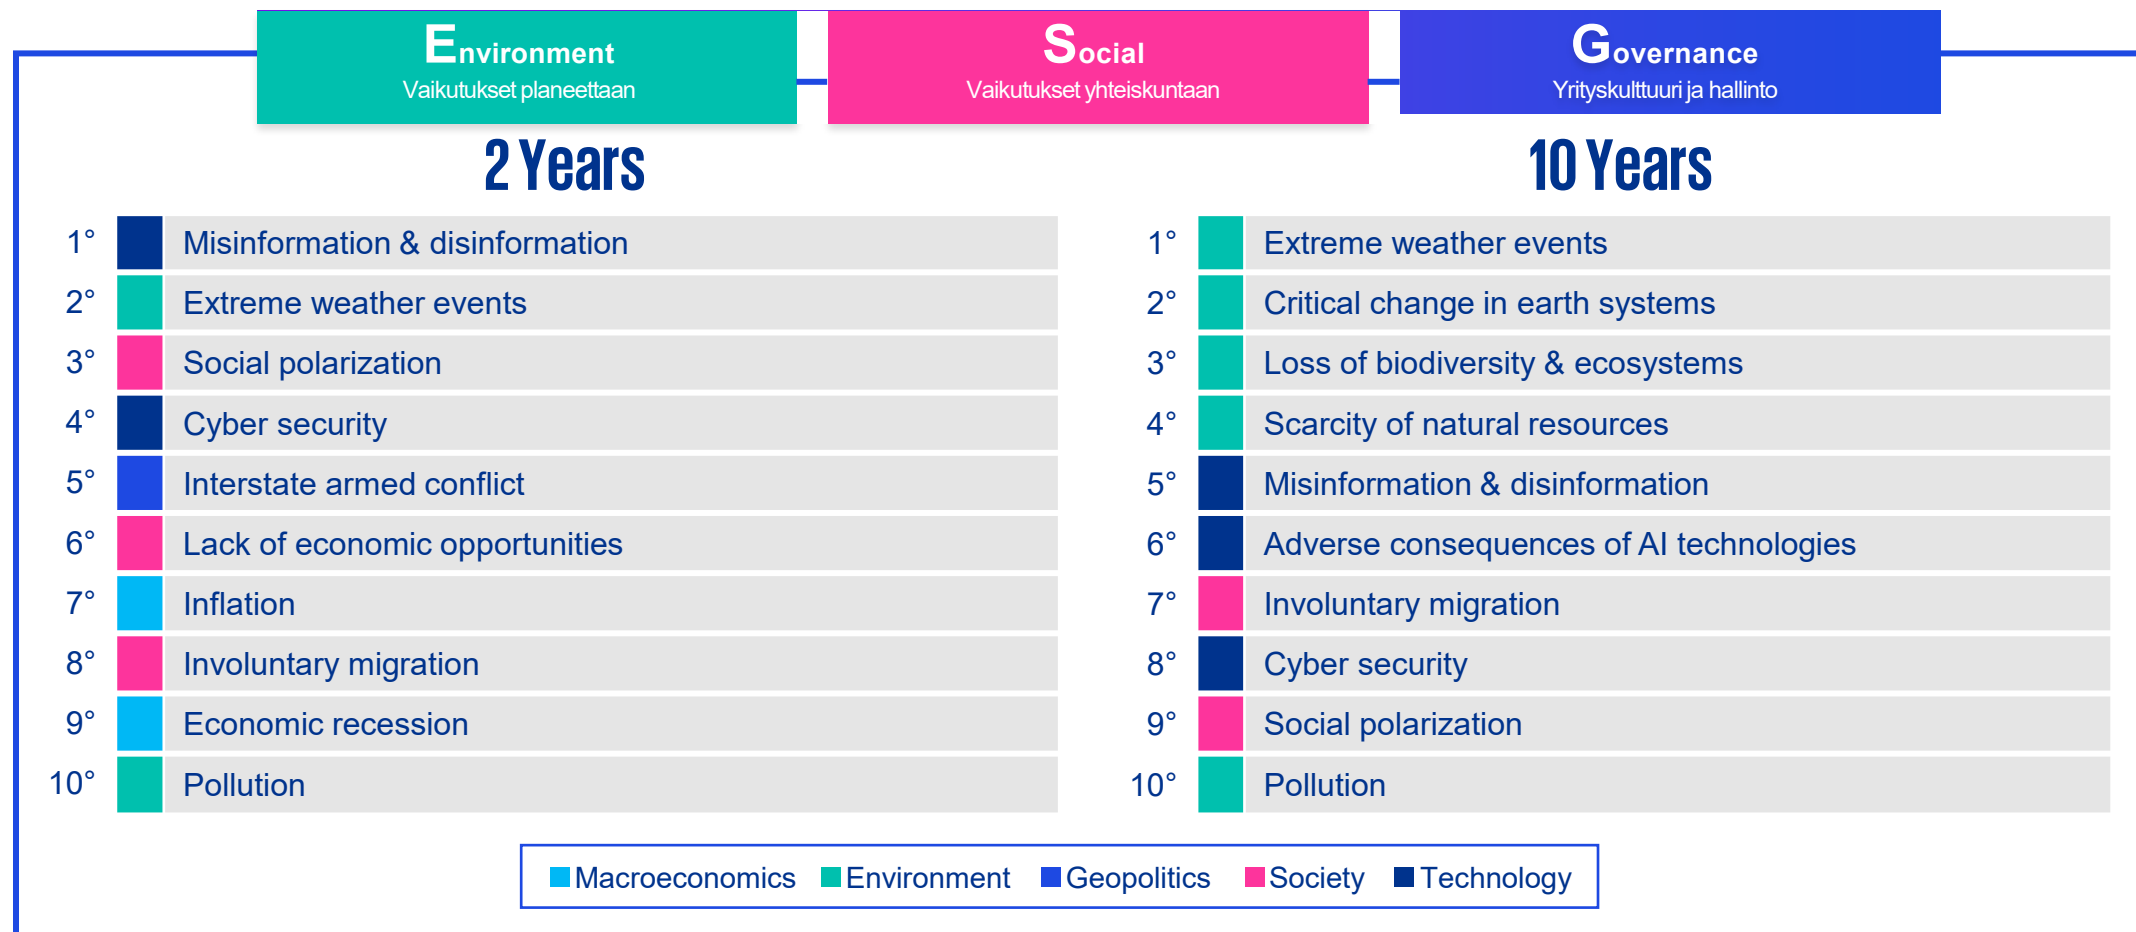 Environment
Vaikutukset planeettaan
Social
Vaikutukset yhteiskuntaan
Governance
Yrityskulttuuri ja hallinto
2 Years
1° Misinformation & disinformation
2° Extreme weather events
3° Social polarization
4° Cyber security
5° Interstate armed conflict
6° Lack of economic opportunities
7° Inflation
8° Involuntary migration
9° Economic recession
10° Pollution
10 Years
1° Extreme weather events
2° Critical change in earth systems
3° Loss of biodiversity & ecosystems
4° Scarcity of natural resources
5° Misinformation & disinformation
6° Adverse consequences of AI technologies
7° Involuntary migration
8° Cyber security
9° Social polarization
10° Pollution
Macroeconomics Environment Geopolitics Society Technology